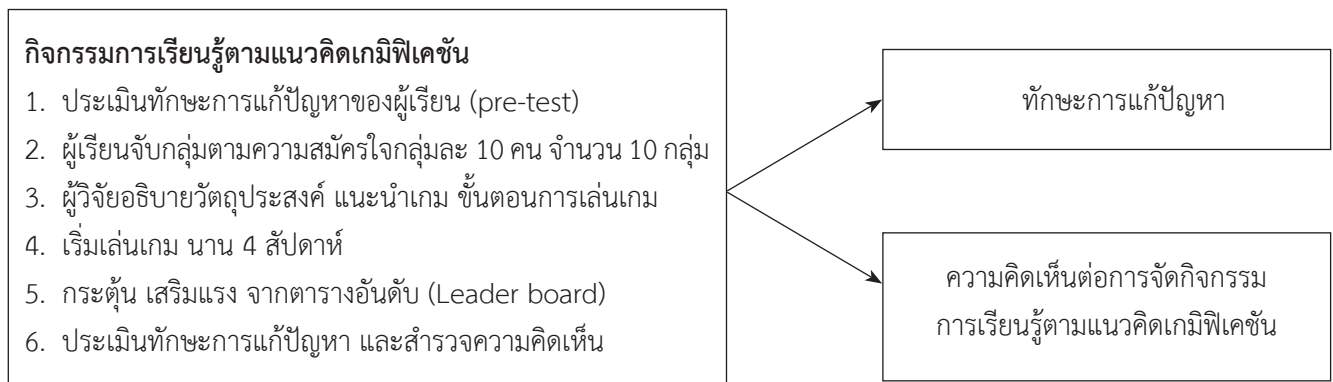 กิจกรรมการเรียนรู้ตามแนวคิดเกมิฟิเคชัน
1. ประเมินทักษะการแก้ปัญหาของผู้เรียน (pre-test)
2. ผู้เรียนจับกลุ่มตามความสมัครใจกลุ่มละ 10 คน จำนวน 10 กลุ่ม
3. ผู้วิจัยอธิบายวัตถุประสงค์ แนะนำเกม ขั้นตอนการเล่นเกม
4. เริ่มเล่นเกม นาน 4 สัปดาห์
5. กระตุ้น เสริมแรง จากตารางอันดับ (Leader board)
6. ประเมินทักษะการแก้ปัญหา และสำรวจความคิดเห็น
ทักษะการแก้ปัญหา
ความคิดเห็นต่อการจัดกิจกรรม
การเรียนรู้ตามแนวคิดเกมิฟิเคชัน